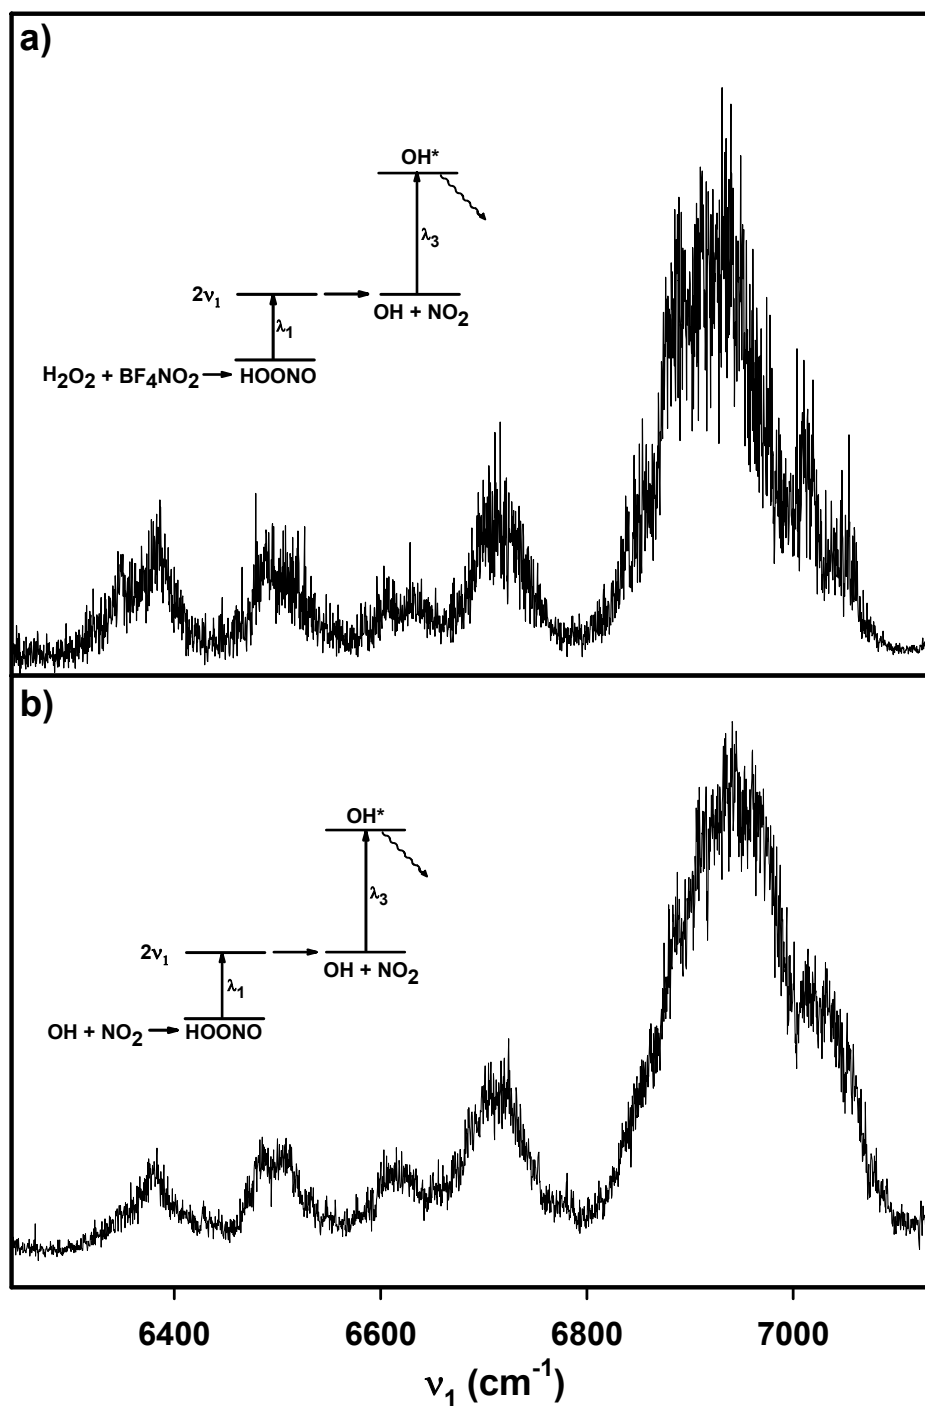 a)
OH*
λ₃
2ν₁
OH + NO₂
λ₁
H₂O₂ + BF₄NO₂ → HOONO
b)
OH*
λ₃
2ν₁
OH + NO₂
λ₁
OH + NO₂ → HOONO
6400 6600 6800 7000
ν₁ (cm⁻¹)